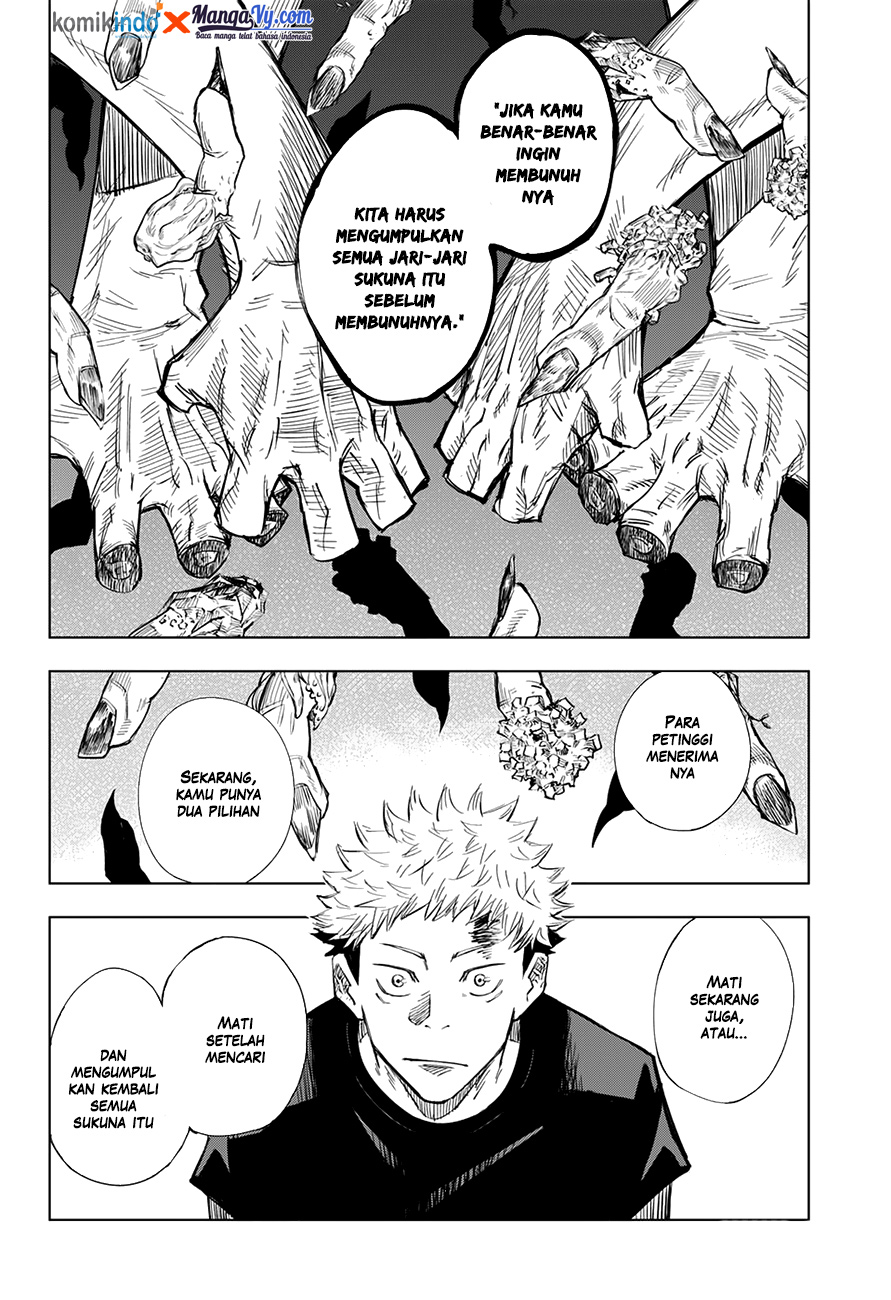 komikindo X MangaVy.com
Baca manga telat bahasa indonesia
"JIKA KAMU
BENAR-BENAR
INGIN
MEMBUNUH
NYA
KITA HARUS
MENGUMPULKAN
SEMUA JARI-JARI
SUKUNA ITU
SEBELUM
MEMBUNUHNYA."
PARA
PETINGGI
MENERIMA
NYA
SEKARANG,
KAMU PUNYA
DUA PILIHAN
MATI
SEKARANG
JUGA,
ATAU...
MATI
SETELAH
MENCARI
DAN
MENGUMPUL
KAN KEMBALI
SEMUA
SUKUNA ITU